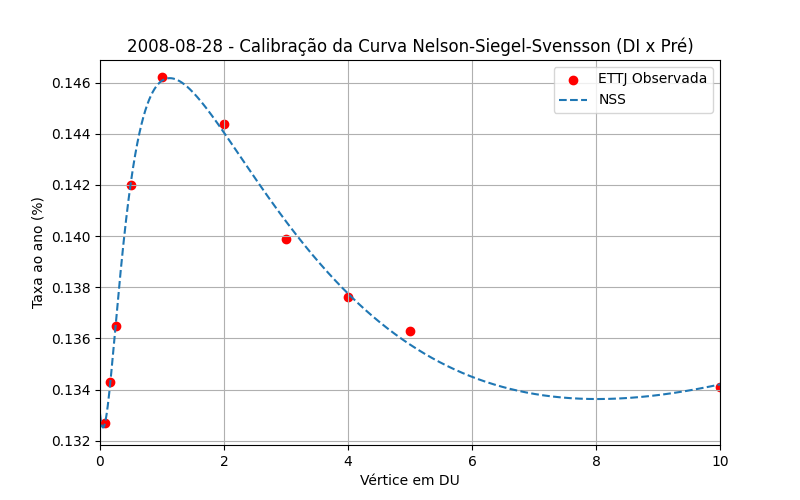 2008-08-28 - Calibração da Curva Nelson-Siegel-Svensson (DI x Pré)
ETTJ Observada
NSS
0.146
0.144
0.142
0.140
0.138
0.136
0.134
0.132
Taxa ao ano (%)
0 2 4 6 8 10
Vértice em DU